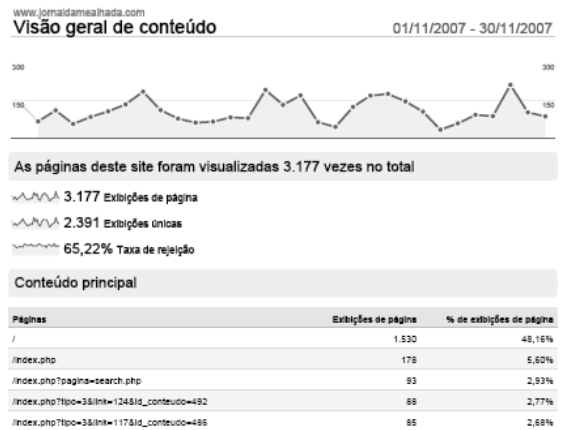 www.jornaldamealhada.com
Visão geral de conteúdo 01/11/2007 - 30/11/2007
300 300
150 150
As páginas deste site foram visualizadas 3.177 vezes no total
3.177 Exibições de página
2.391 Exibições únicas
65,22% Taxa de rejeição
Conteúdo principal
Páginas Exibições de página % de exibições de página
/ 1.530 48,16%
/index.php 178 5,60%
/index.php?pagina=search.php 93 2,93%
/index.php?tipo=3&link=124&id_conteudo=492 88 2,77%
/index.php?tipo=3&link=117&id_conteudo=486 85 2,68%